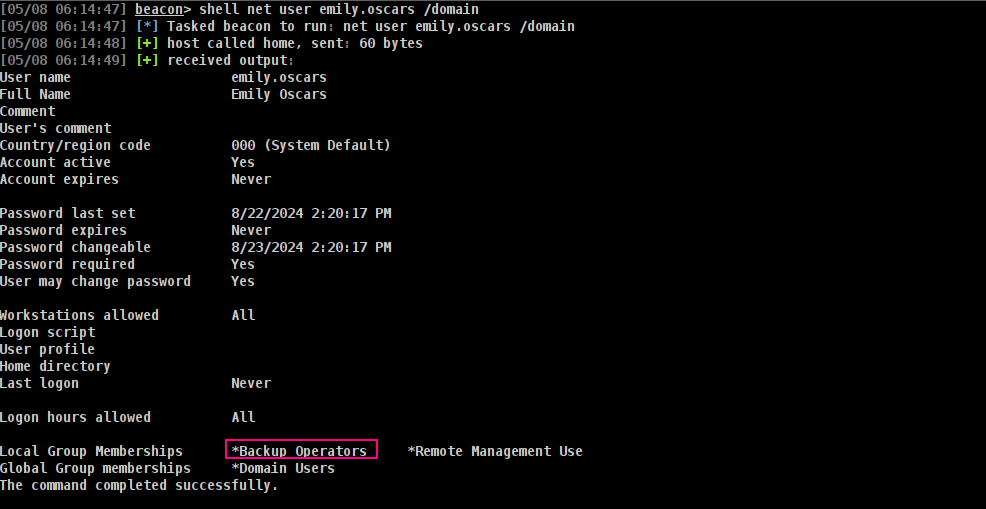 [05/08 06:14:47] beacon> shell net user emily.oscars /domain
[05/08 06:14:47] [*] Tasked beacon to run: net user emily.oscars /domain
[05/08 06:14:48] [+] host called home, sent: 60 bytes
[05/08 06:14:49] [+] received output:
User name                    emily.oscars
Full Name                    Emily Oscars
Comment
User's comment
Country/region code          000 (System Default)
Account active               Yes
Account expires              Never

Password last set            8/22/2024 2:20:17 PM
Password expires             Never
Password changeable          8/23/2024 2:20:17 PM
Password required            Yes
User may change password     Yes

Workstations allowed         All
Logon script
User profile
Home directory
Last logon                   Never

Logon hours allowed          All

Local Group Memberships      *Backup Operators     *Remote Management Use
Global Group memberships     *Domain Users
The command completed successfully.